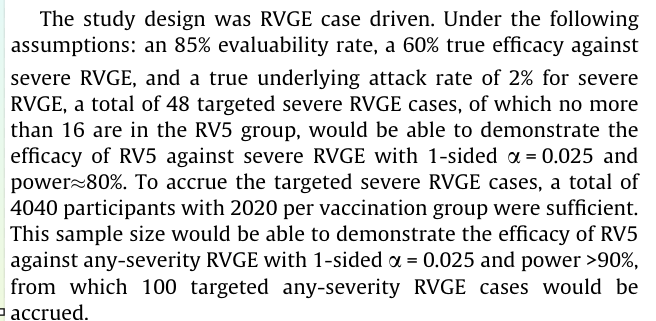 The study design was RVGE case driven. Under the following
assumptions: an 85% evaluability rate, a 60% true efficacy against
severe RVGE, and a true underlying attack rate of 2% for severe
RVGE, a total of 48 targeted severe RVGE cases, of which no more
than 16 are in the RV5 group, would be able to demonstrate the
efficacy of RV5 against severe RVGE with 1-sided α = 0.025 and
power≈80%. To accrue the targeted severe RVGE cases, a total of
4040 participants with 2020 per vaccination group were sufficient.
This sample size would be able to demonstrate the efficacy of RV5
against any-severity RVGE with 1-sided α = 0.025 and power >90%,
from which 100 targeted any-severity RVGE cases would be
accrued.